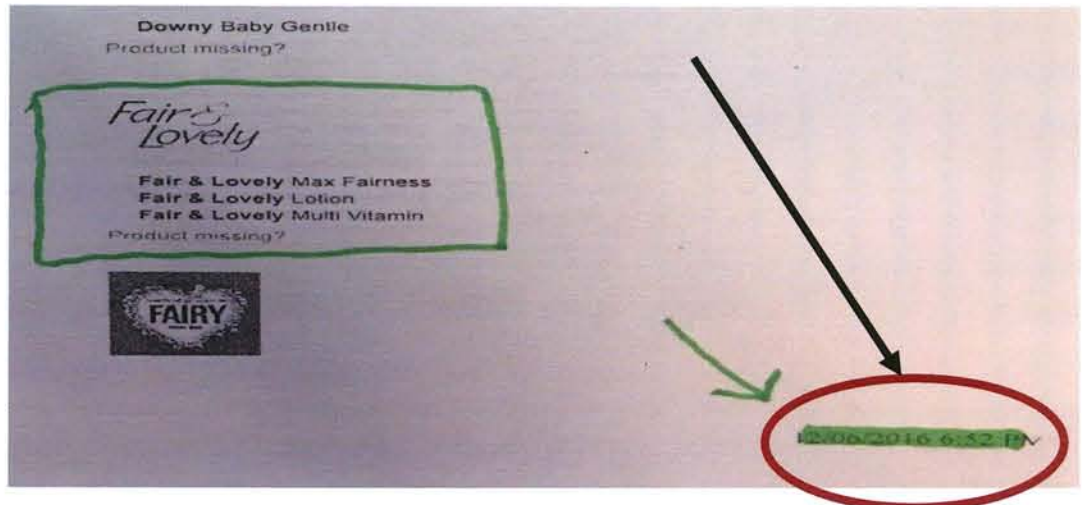 Downy Baby Gentle
Product missing?
Fair &
Lovely
Fair & Lovely Max Fairness
Fair & Lovely Lotion
Fair & Lovely Multi Vitamin
Product missing?
FAIRY
12/06/2016 6:52 PM